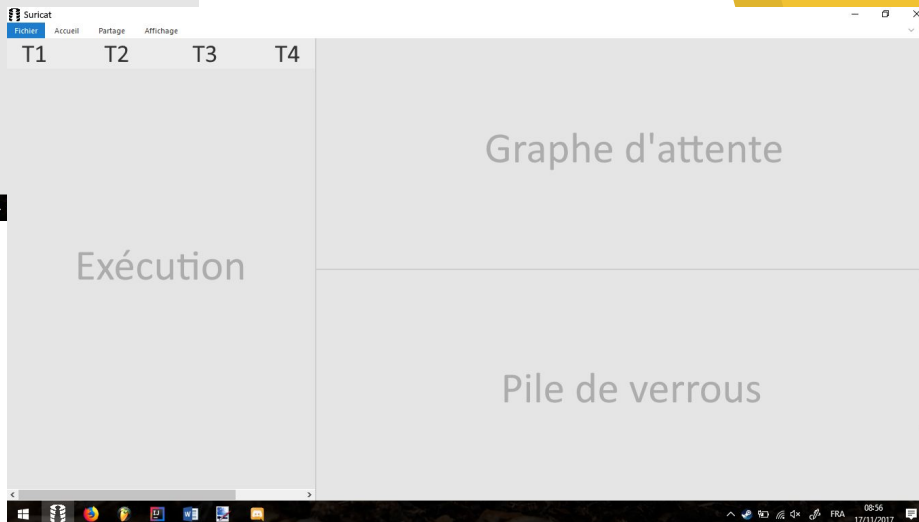 Suricat
Fichier Accueil Partage Affichage
T1 T2 T3 T4
Graphe d'attente
Exécution
Pile de verrous
FRA
08:56
17/11/2017